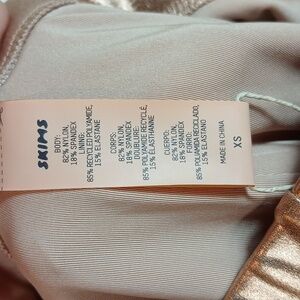 SKIMS
BODY:
82% NYLON,
18% SPANDEX
LINING:
85% RECYCLED POLYAMIDE,
15% ELASTANE
CORPS:
82% NYLON,
18% SPANDEX
DOUBLURE:
85% POLYAMIDE RECYCLÉ,
15% ÉLASTHANNE
CUERPO:
82% NYLON,
18% SPANDEX
FORRO:
85% POLIAMIDA RECICLADO,
15% ELASTANO
MADE IN CHINA
XS